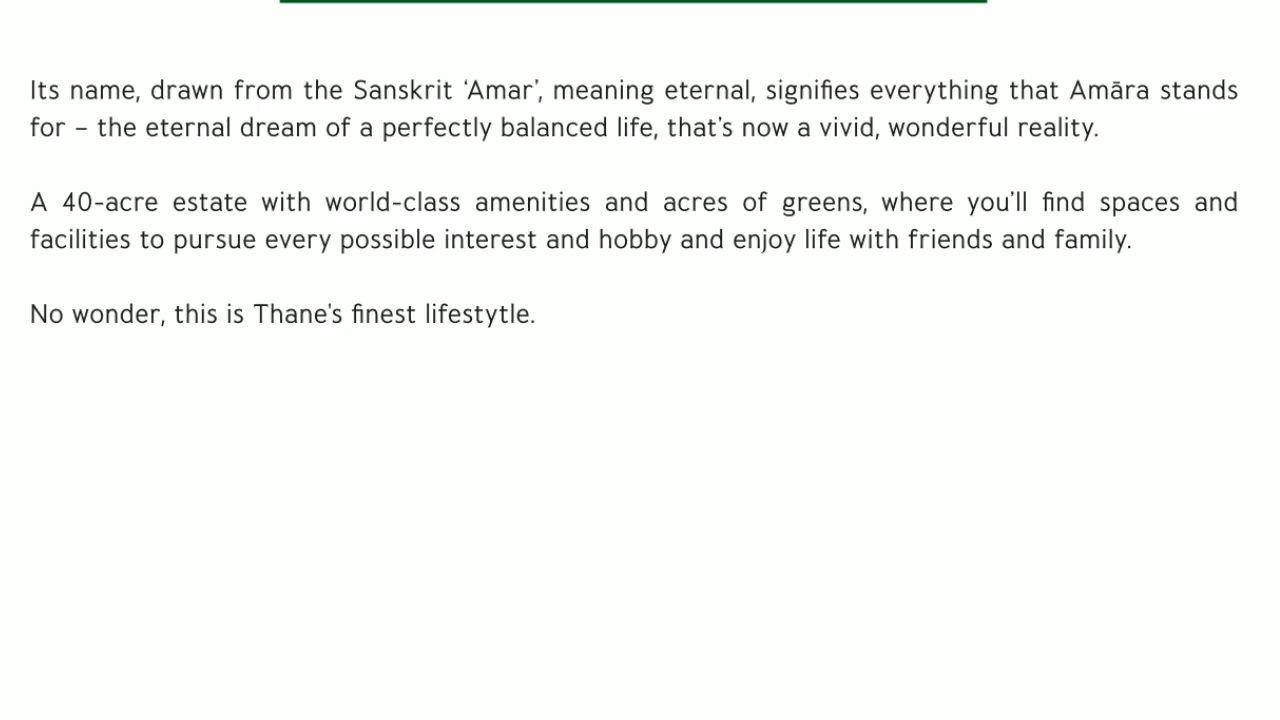 Its name, drawn from the Sanskrit ‘Amar’, meaning eternal, signifies everything that Amāra stands
for – the eternal dream of a perfectly balanced life, that’s now a vivid, wonderful reality.
A 40-acre estate with world-class amenities and acres of greens, where you’ll find spaces and
facilities to pursue every possible interest and hobby and enjoy life with friends and family.
No wonder, this is Thane's finest lifestytle.